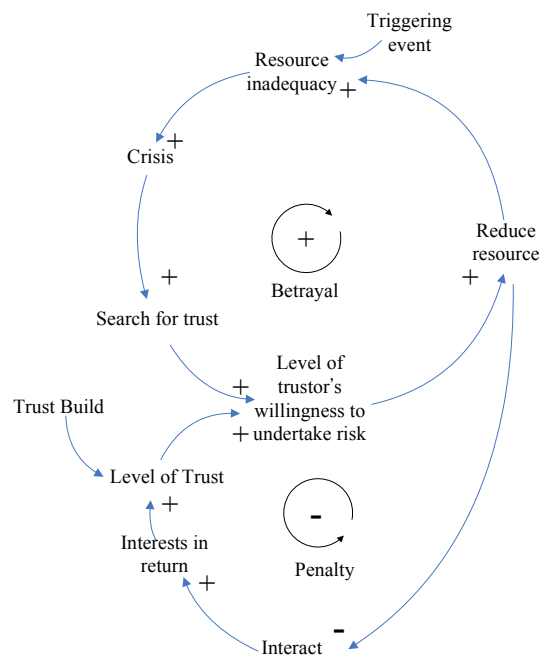 Triggering
event
Resource
inadequacy
+
Crisis
+
Reduce
resource
+
+
Betrayal
+
Search for trust
Level of
trustor's
willingness to
undertake risk
+
+
Trust Build
Level of Trust
+
-
Penalty
Interests in
return
+
Interact
-